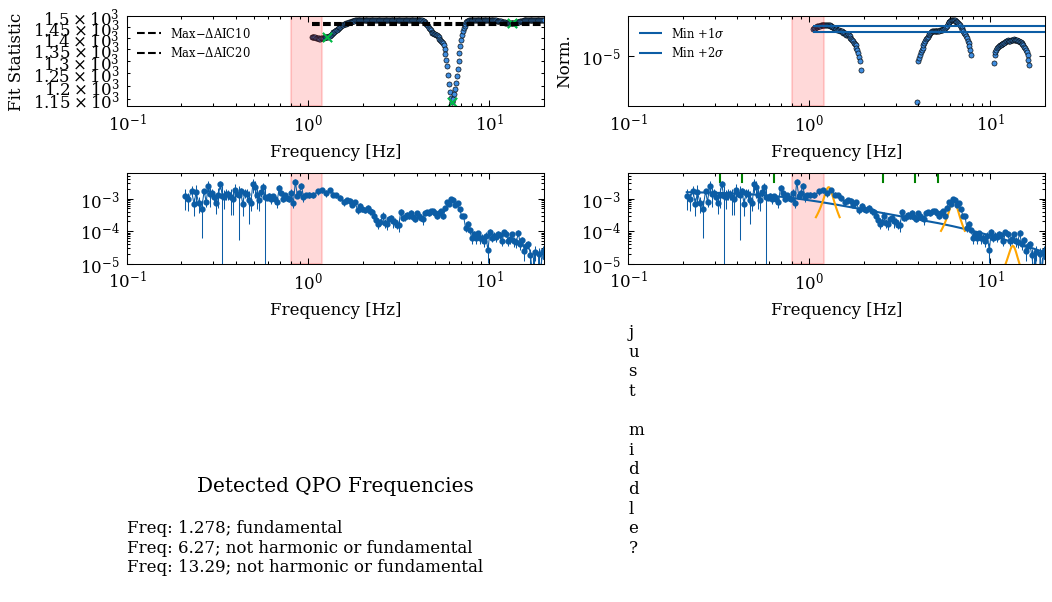 Fit Statistic
1.5 × 10³
1.45 × 10³
1.4 × 10³
1.35 × 10³
1.3 × 10³
1.25 × 10³
1.2 × 10³
1.15 × 10³
Max−ΔAIC10
Max−ΔAIC20
10⁻¹
10⁰
10¹
Frequency [Hz]
Norm.
10⁻⁵
Min +1σ
Min +2σ
10⁻¹
10⁰
10¹
Frequency [Hz]
10⁻³
10⁻⁴
10⁻⁵
10⁻¹
10⁰
10¹
Frequency [Hz]
10⁻³
10⁻⁴
10⁻⁵
10⁻¹
10⁰
10¹
Frequency [Hz]
j
u
s
t
m
i
d
d
l
e
?
Detected QPO Frequencies
Freq: 1.278; fundamental
Freq: 6.27; not harmonic or fundamental
Freq: 13.29; not harmonic or fundamental